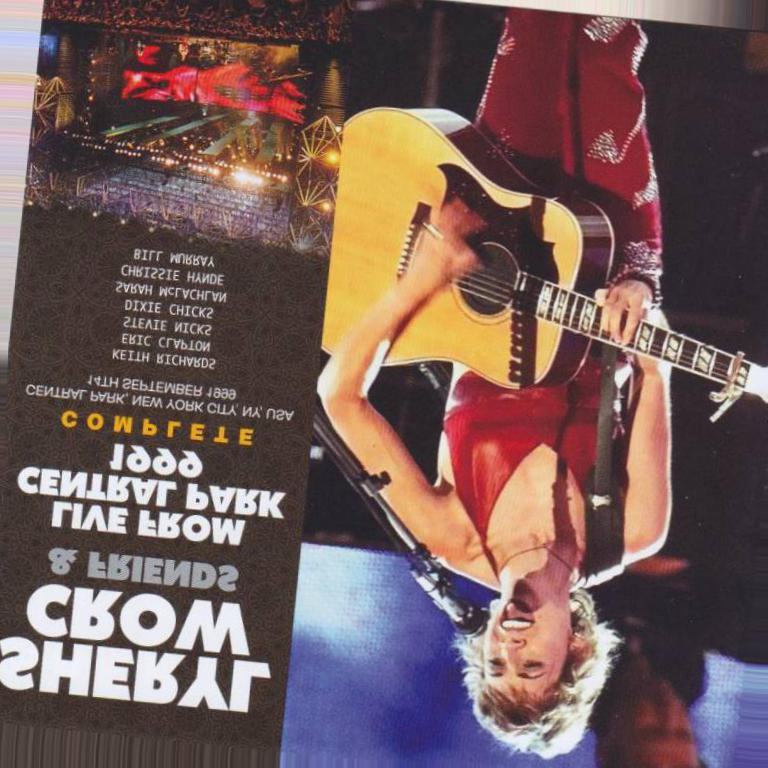 SHERYL
CROW
& FRIENDS
LIVE FROM
CENTRAL PARK
1999
COMPLETE
CENTRAL PARK, NEW YORK CITY, NY, USA
14TH SEPTEMBER 1999
KEITH RICHARDS
ERIC CLAPTON
STEVIE NICKS
DIXIE CHICKS
SARAH McLACHLAN
CHRISSIE HYNDE
BILL MURRAY